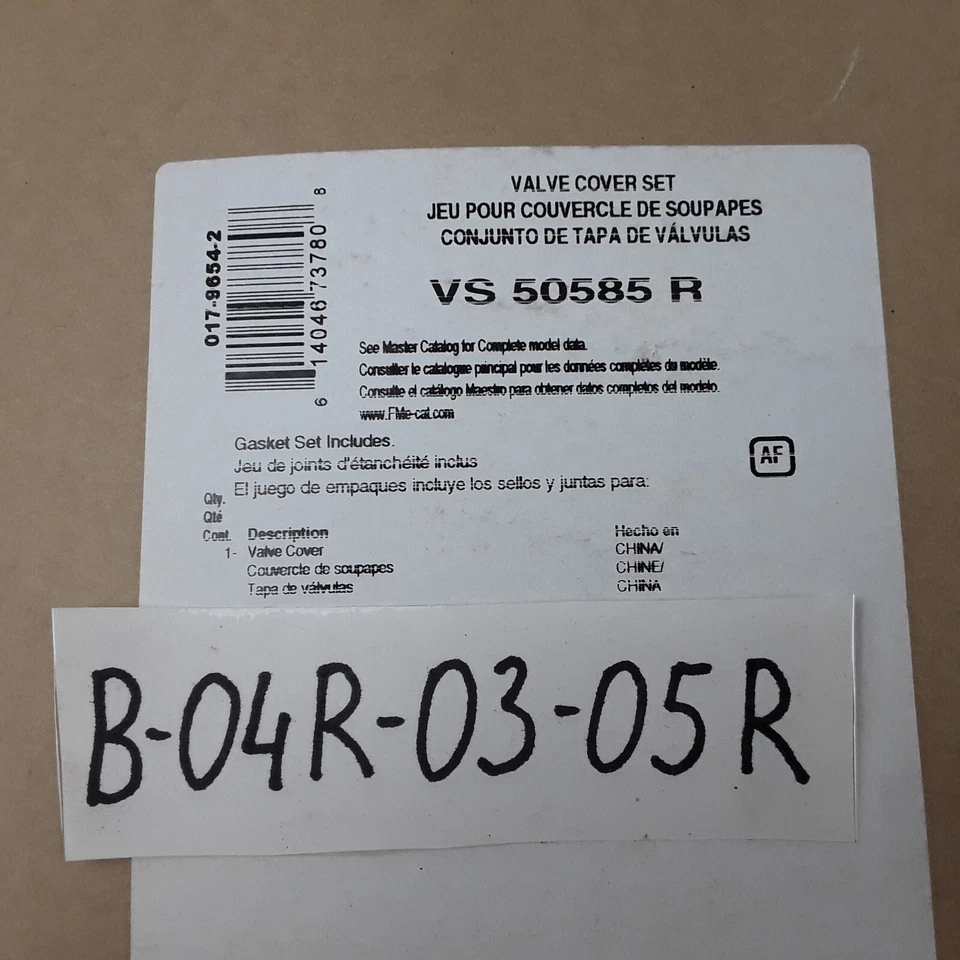 VALVE COVER SET
JEU POUR COUVERCLE DE SOUPAPES
CONJUNTO DE TAPA DE VÁLVULAS
017-9654-2
6 14046 73780 8
VS 50585 R
See Master Catalog for Complete model data.
Consulter le catalogue principal pour les données complètes du modèle.
Consulte el catálogo Maestro para obtener datos completos del modelo.
www.FMe-cat.com
Gasket Set Includes.
Jeu de joints d'étanchéité inclus
El juego de empaques incluye los sellos y juntas para:
AF
Qty.
Qté
Cont. Description Hecho en
1- Valve Cover CHINA/
Couvercle de soupapes CHINE/
Tapa de válvulas CHINA
B-04R-03-05R